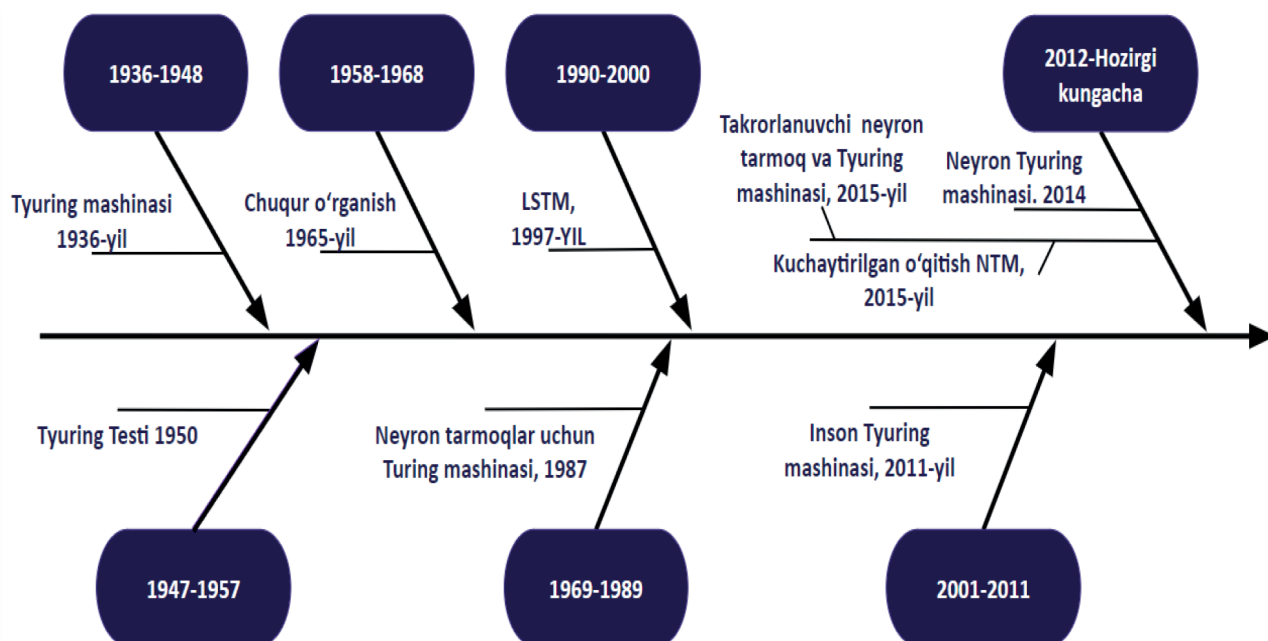 1936-1948
1958-1968
1990-2000
2012-Hozirgi
kungacha
Tyuring mashinasi
1936-yil
Chuqur o‘rganish
1965-yil
LSTM,
1997-YIL
Takrorlanuvchi neyron
tarmoq va Tyuring
mashinasi, 2015-yil
Neyron Tyuring
mashinasi. 2014
Kuchaytirilgan o‘qitish NTM,
2015-yil
Tyuring Testi 1950
Neyron tarmoqlar uchun
Turing mashinasi, 1987
Inson Tyuring
mashinasi, 2011-yil
1947-1957
1969-1989
2001-2011